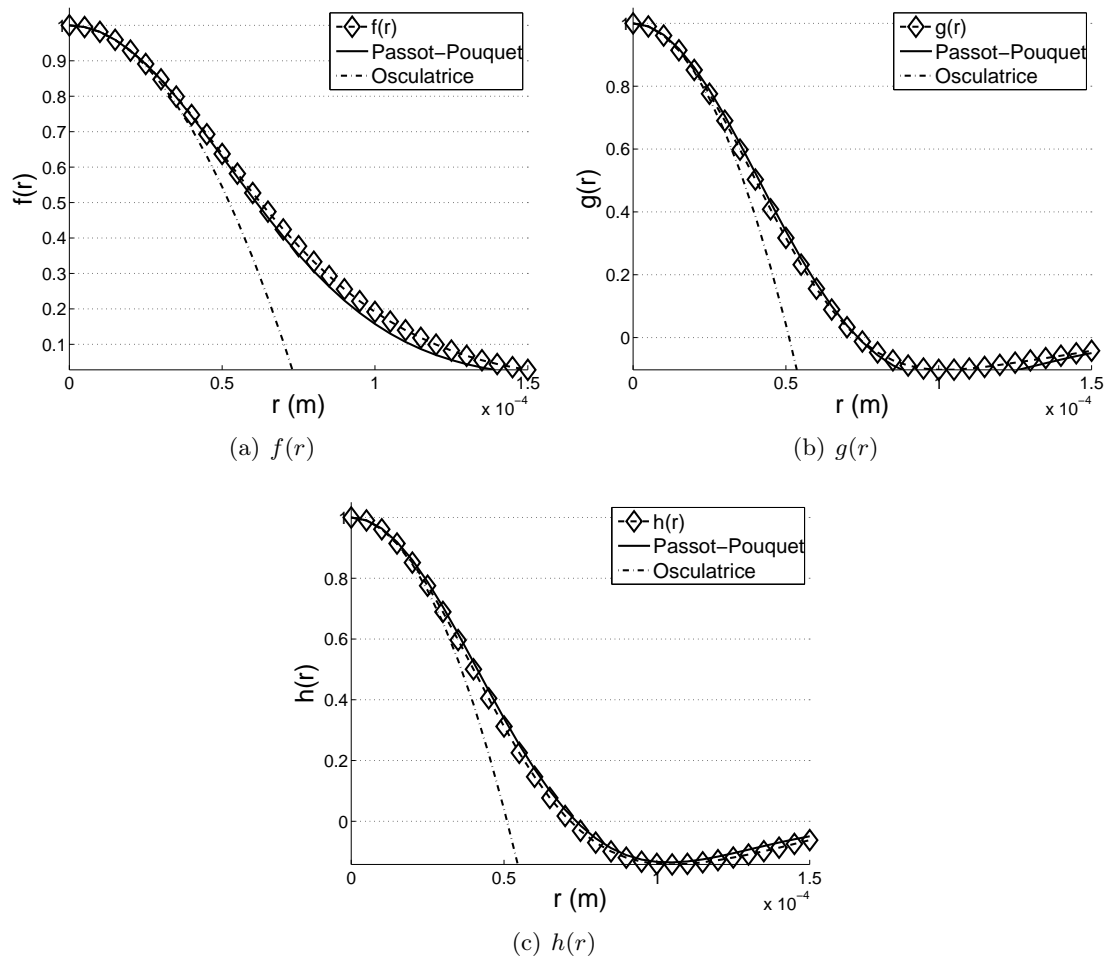 1
0.9
0.8
0.7
0.6
0.5
0.4
0.3
0.2
0.1
f(r)
f(r)
Passot−Pouquet
Osculatrice
0
0.5
1
1.5
x 10⁻⁴
r (m)
(a) f(r)
1
0.8
0.6
0.4
0.2
0
g(r)
g(r)
Passot−Pouquet
Osculatrice
0
0.5
1
1.5
x 10⁻⁴
r (m)
(b) g(r)
1
0.8
0.6
0.4
0.2
0
h(r)
h(r)
Passot−Pouquet
Osculatrice
0
0.5
1
1.5
x 10⁻⁴
r (m)
(c) h(r)